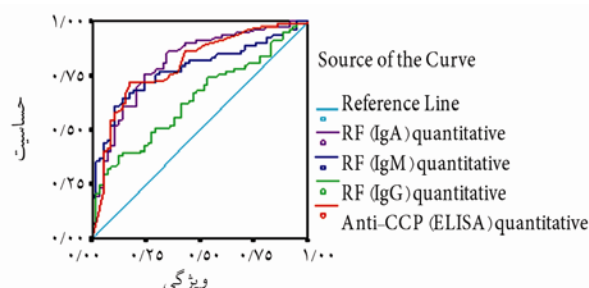 ۱/۰۰
۰/۷۵
۰/۵۰
۰/۲۵
۰/۰۰
حساسیت
۰/۰۰ ۰/۲۵ ۰/۵۰ ۰/۷۵ ۱/۰۰
ویژگی
Source of the Curve
Reference Line
RF (IgA) quantitative
RF (IgM) quantitative
RF (IgG) quantitative
Anti-CCP (ELISA) quantitative